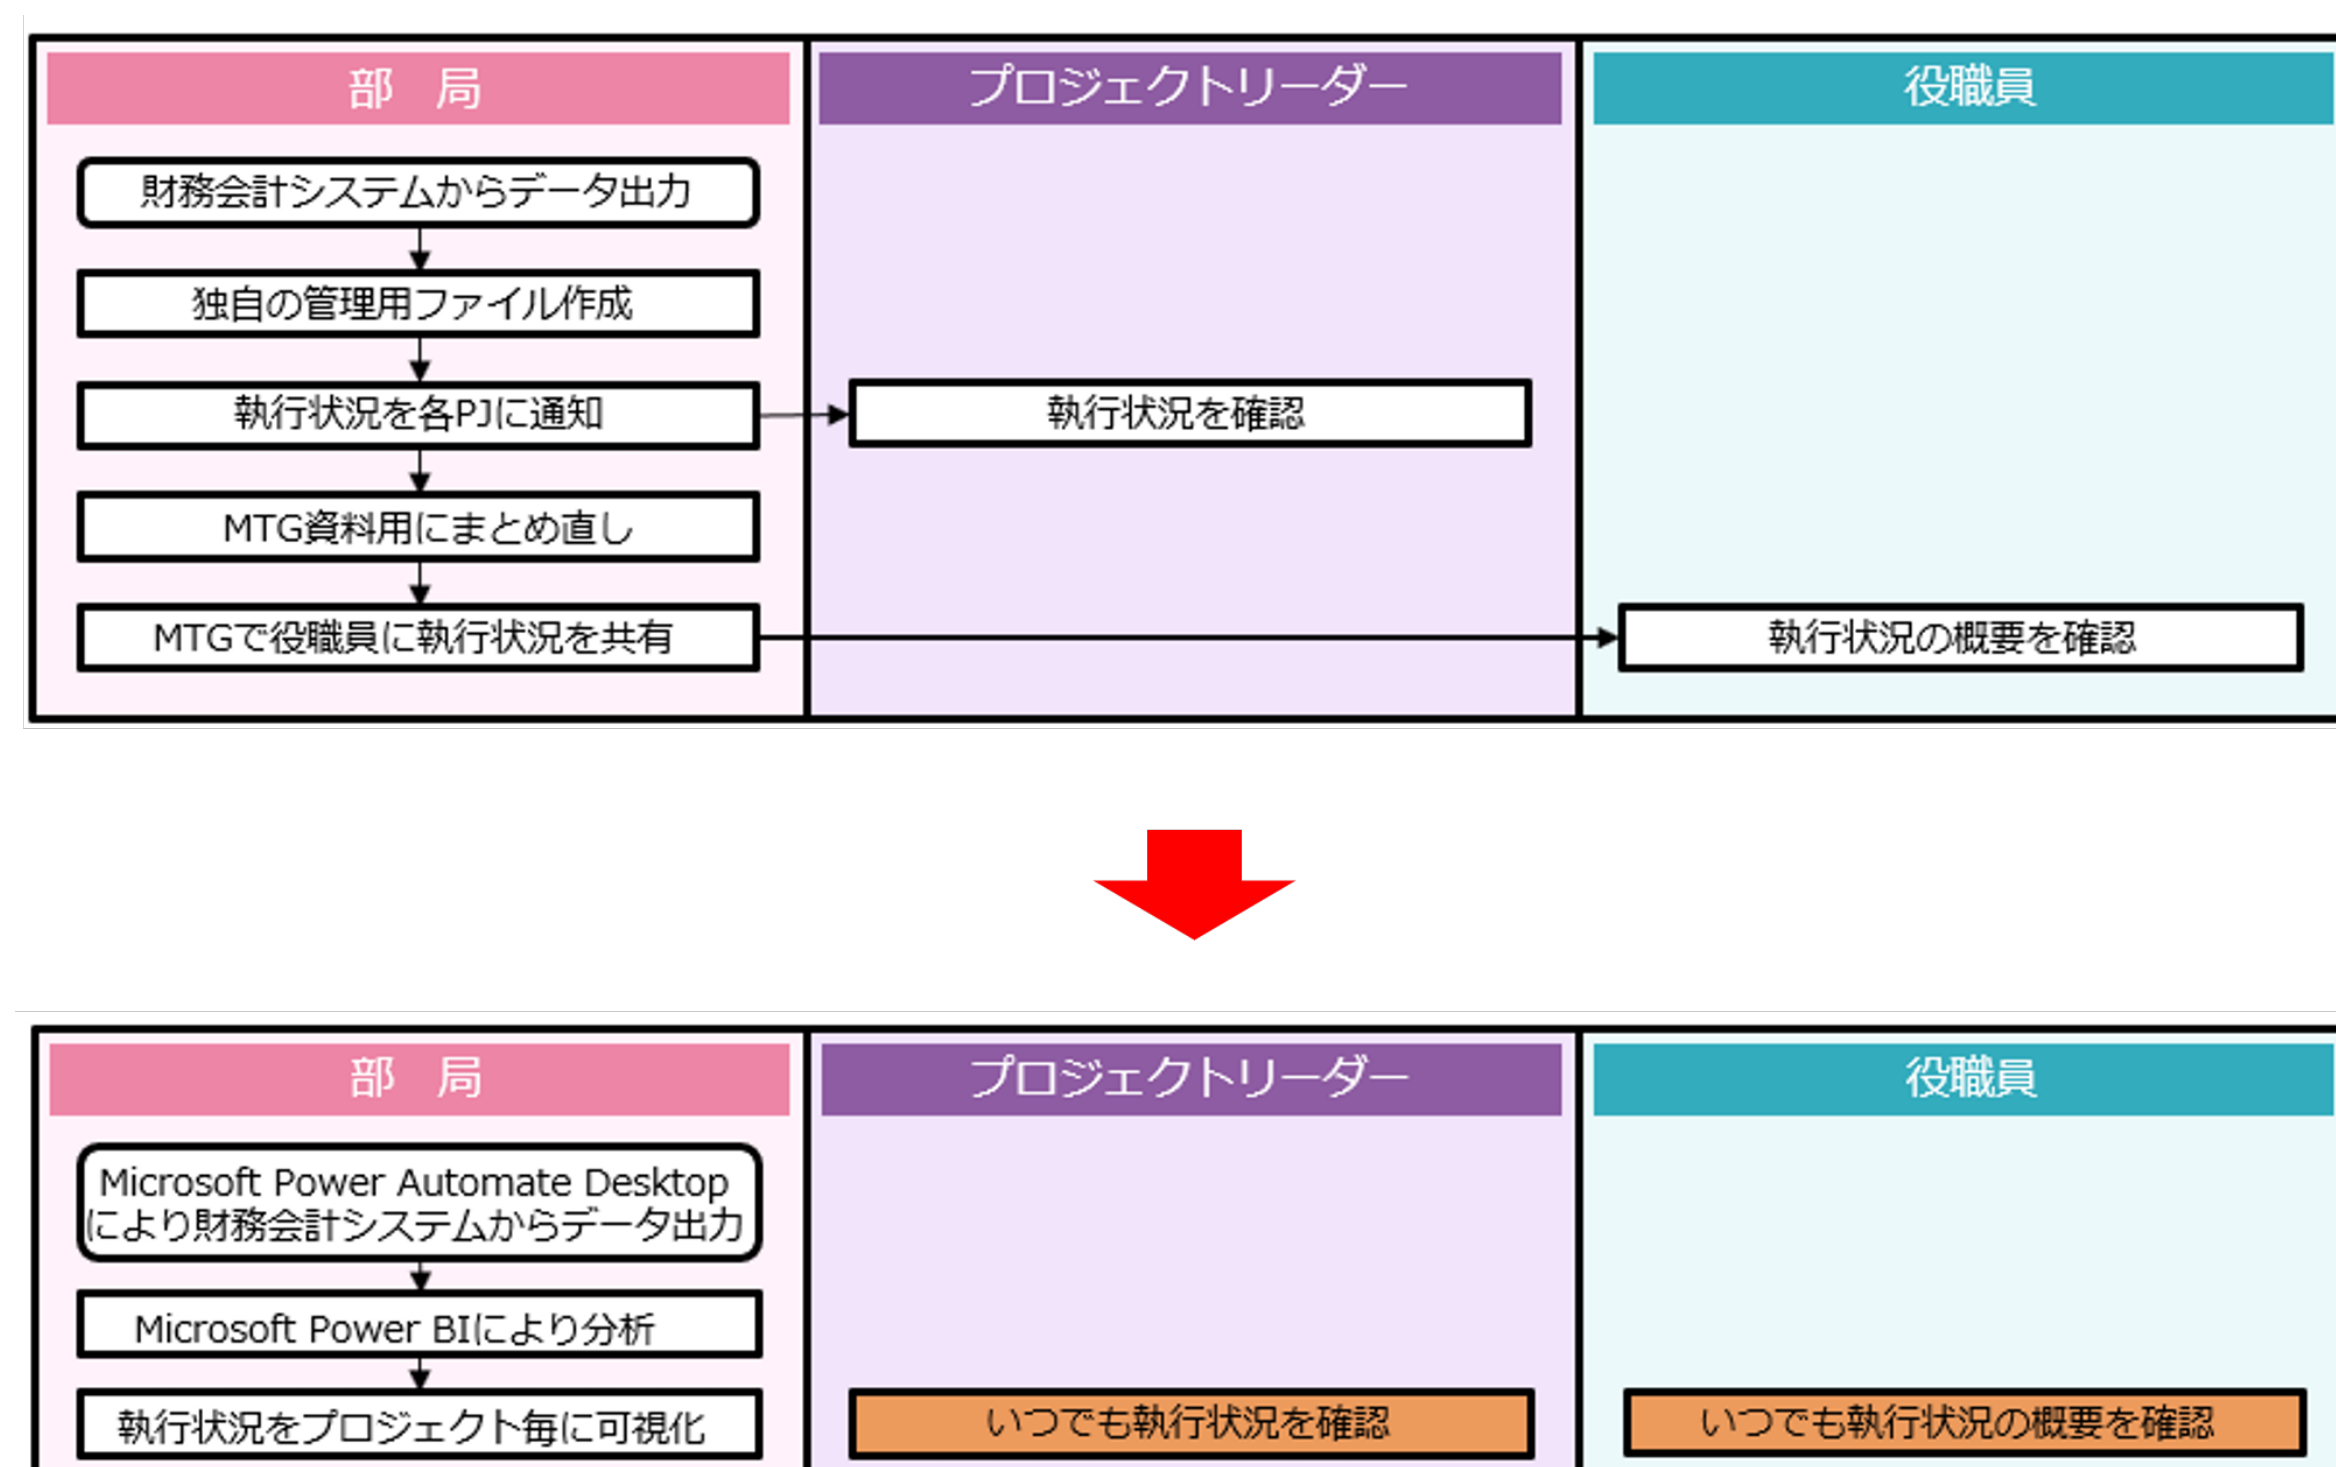 部　局
プロジェクトリーダー
役職員
財務会計システムからデータ出力
独自の管理用ファイル作成
執行状況を各PJに通知
執行状況を確認
MTG資料用にまとめ直し
MTGで役職員に執行状況を共有
執行状況の概要を確認
部　局
プロジェクトリーダー
役職員
Microsoft Power Automate Desktop
により財務会計システムからデータ出力
Microsoft Power BIにより分析
執行状況をプロジェクト毎に可視化
いつでも執行状況を確認
いつでも執行状況の概要を確認